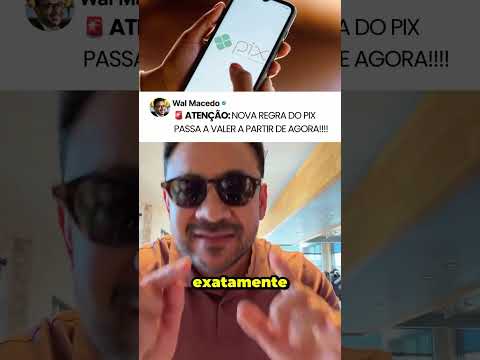 pix
Wal Macedo
🚨 ATENÇÃO: NOVA REGRA DO PIX
PASSA A VALER A PARTIR DE AGORA!!!!
exatamente